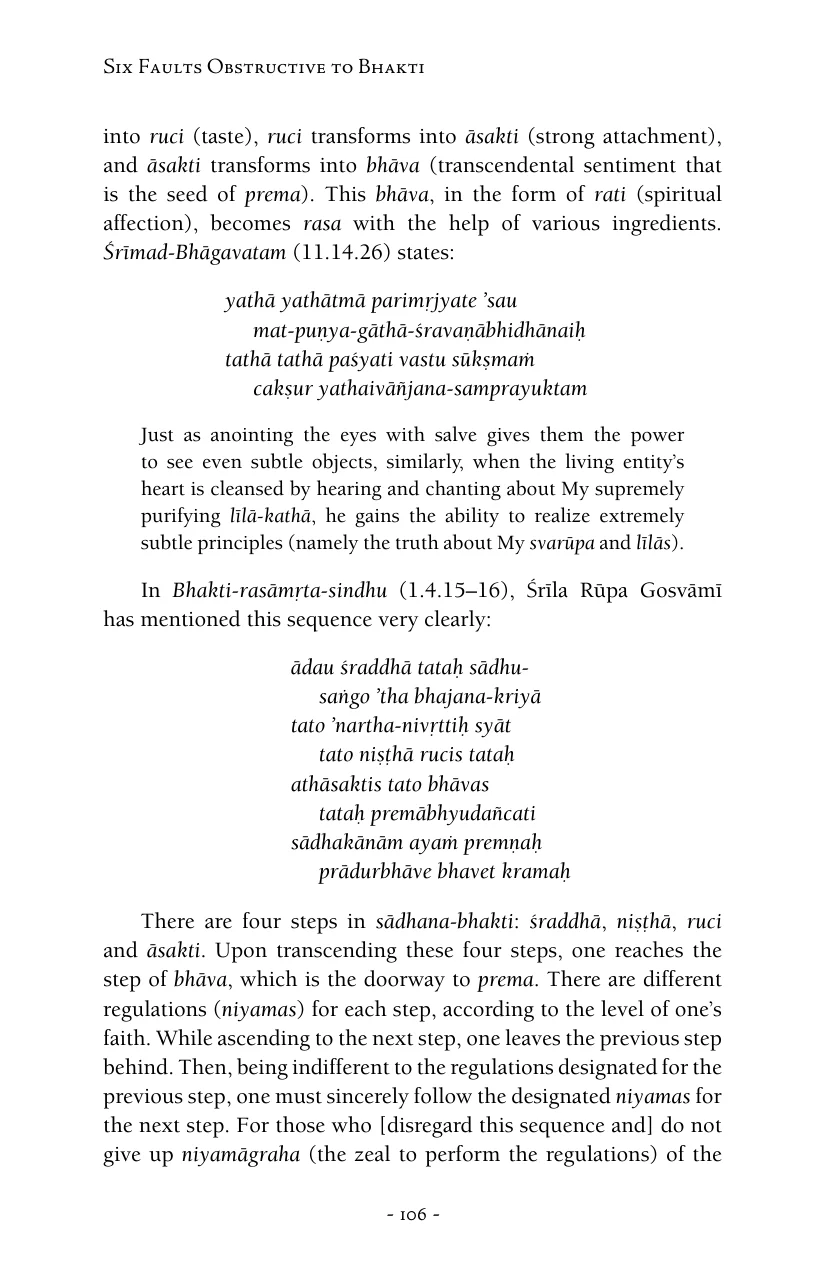 Six Faults Obstructive to Bhakti
into ruci (taste), ruci transforms into āsakti (strong attachment),
and āsakti transforms into bhāva (transcendental sentiment that
is the seed of prema). This bhāva, in the form of rati (spiritual
affection), becomes rasa with the help of various ingredients.
Śrīmad-Bhāgavatam (11.14.26) states:
yathā yathātmā parimṛjyate ’sau
mat-puṇya-gāthā-śravaṇābhidhānaiḥ
tathā tathā paśyati vastu sūkṣmaṁ
cakṣur yathaivāñjana-samprayuktam
Just as anointing the eyes with salve gives them the power
to see even subtle objects, similarly, when the living entity’s
heart is cleansed by hearing and chanting about My supremely
purifying līlā-kathā, he gains the ability to realize extremely
subtle principles (namely the truth about My svarūpa and līlās).
In Bhakti-rasāmṛta-sindhu (1.4.15–16), Śrīla Rūpa Gosvāmī
has mentioned this sequence very clearly:
ādau śraddhā tataḥ sādhu-
saṅgo ’tha bhajana-kriyā
tato ’nartha-nivṛttiḥ syāt
tato niṣṭhā rucis tataḥ
athāsaktis tato bhāvas
tataḥ premābhyudañcati
sādhakānām ayaṁ premṇaḥ
prādurbhāve bhavet kramaḥ
There are four steps in sādhana-bhakti: śraddhā, niṣṭhā, ruci
and āsakti. Upon transcending these four steps, one reaches the
step of bhāva, which is the doorway to prema. There are different
regulations (niyamas) for each step, according to the level of one’s
faith. While ascending to the next step, one leaves the previous step
behind. Then, being indifferent to the regulations designated for the
previous step, one must sincerely follow the designated niyamas for
the next step. For those who [disregard this sequence and] do not
give up niyamāgraha (the zeal to perform the regulations) of the
- 106 -